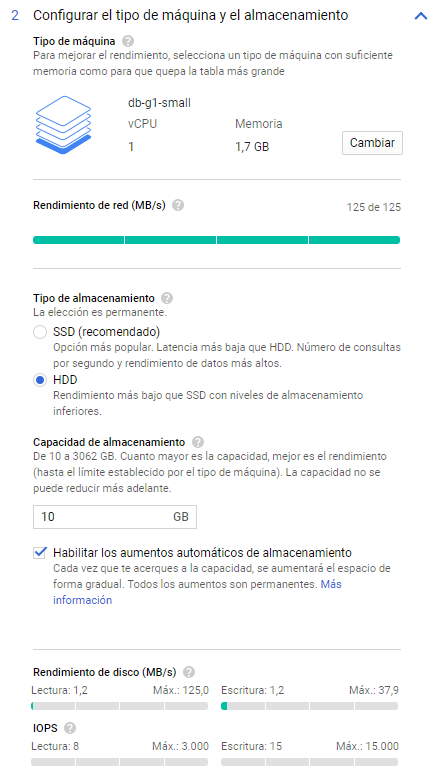 2 Configurar el tipo de máquina y el almacenamiento
Tipo de máquina ?
Para mejorar el rendimiento, selecciona un tipo de máquina con suficiente
memoria como para que quepa la tabla más grande
db-g1-small
vCPU Memoria
1 1,7 GB
Cambiar
Rendimiento de red (MB/s) ? 125 de 125
Tipo de almacenamiento ?
La elección es permanente.
SSD (recomendado)
Opción más popular. Latencia más baja que HDD. Número de consultas
por segundo y rendimiento de datos más altos.
HDD
Rendimiento más bajo que SSD con niveles de almacenamiento
inferiores.
Capacidad de almacenamiento ?
De 10 a 3062 GB. Cuanto mayor es la capacidad, mejor es el rendimiento
(hasta el límite establecido por el tipo de máquina). La capacidad no se
puede reducir más adelante.
10 GB
Habilitar los aumentos automáticos de almacenamiento
Cada vez que te acerques a la capacidad, se aumentará el espacio de
forma gradual. Todos los aumentos son permanentes. Más
información
Rendimiento de disco (MB/s) ?
Lectura: 1,2 Máx.: 125,0 Escritura: 1,2 Máx.: 37,9
IOPS ?
Lectura: 8 Máx.: 3.000 Escritura: 15 Máx.: 15.000